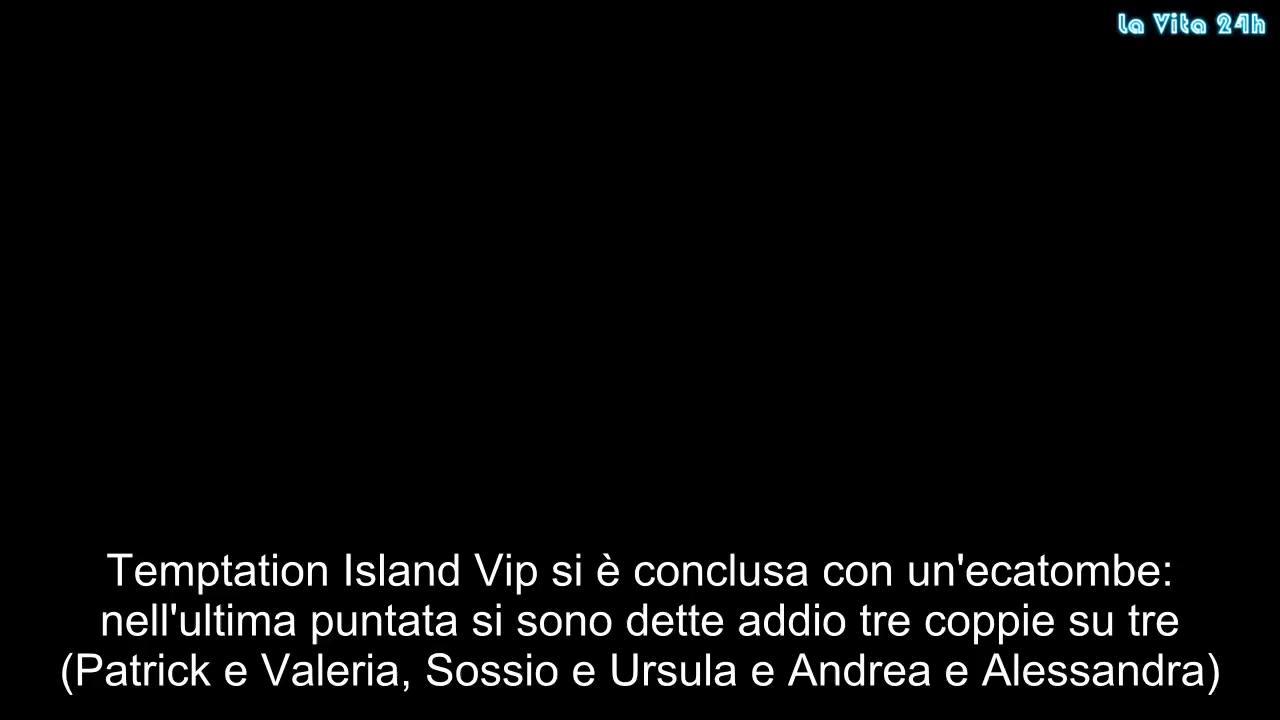 La Vita 24h
Temptation Island Vip si è conclusa con un'ecatombe:
nell'ultima puntata si sono dette addio tre coppie su tre
(Patrick e Valeria, Sossio e Ursula e Andrea e Alessandra)